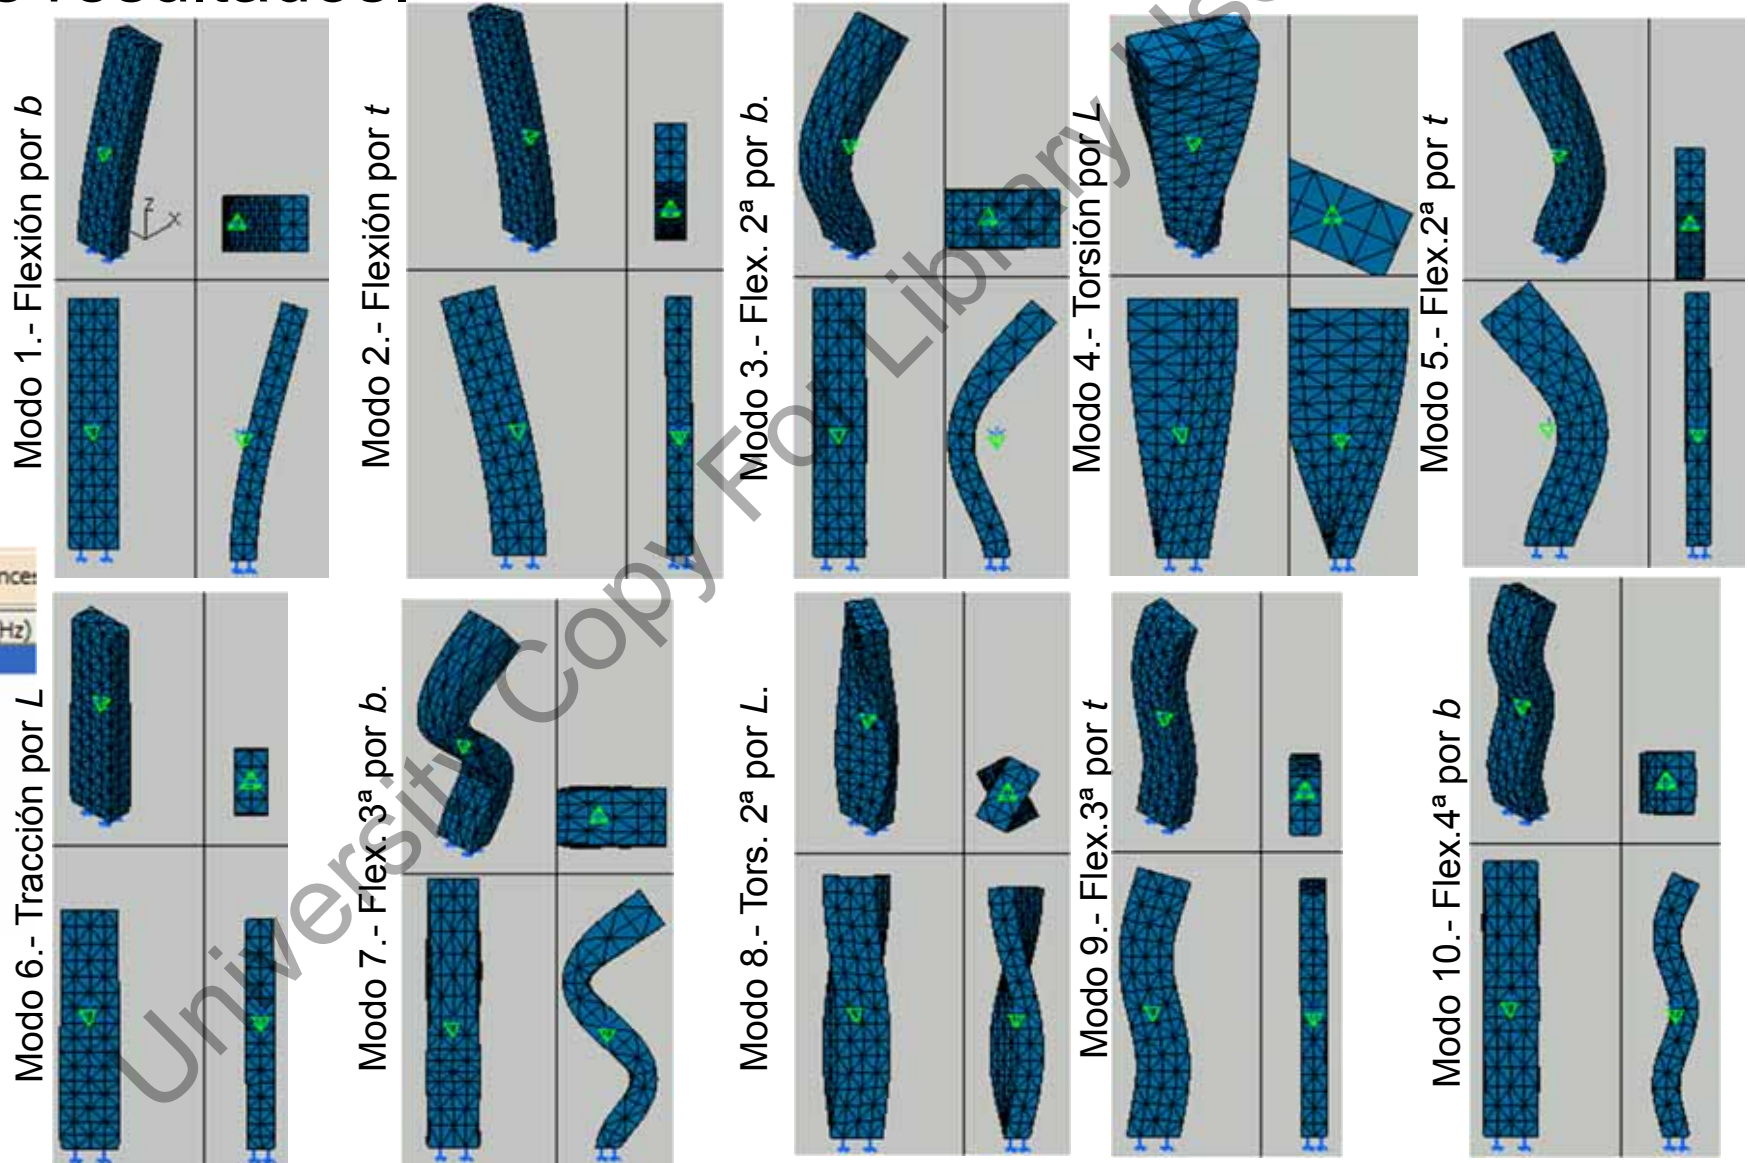 resultados.
Modo 1.- Flexión por b
Modo 2.- Flexión por t
Modo 3.- Flex. 2ª por b.
Modo 4.- Torsión por L
Modo 5.- Flex.2ª por t
z
x
Hz)
Modo 6.- Tracción por L
Modo 7.- Flex. 3ª por b.
Modo 8.- Tors. 2ª por L.
Modo 9.- Flex.3ª por t
Modo 10.- Flex.4ª por b
University Copy For Library Use